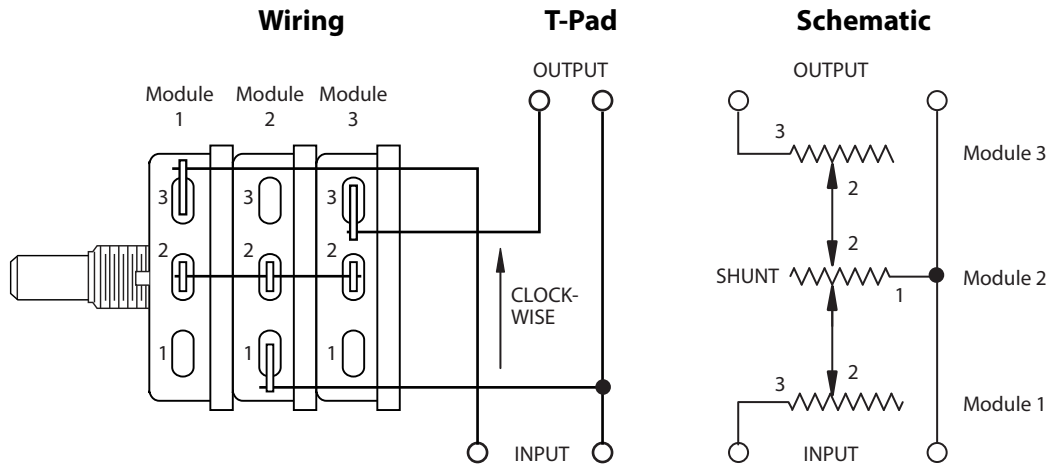 Wiring
T-Pad
Schematic
OUTPUT
OUTPUT
Module
1
Module
2
Module
3
3
3
3
2
2
2
1
1
1
CLOCK-
WISE
INPUT
3
Module 3
2
2
SHUNT
1
Module 2
3
2
Module 1
INPUT